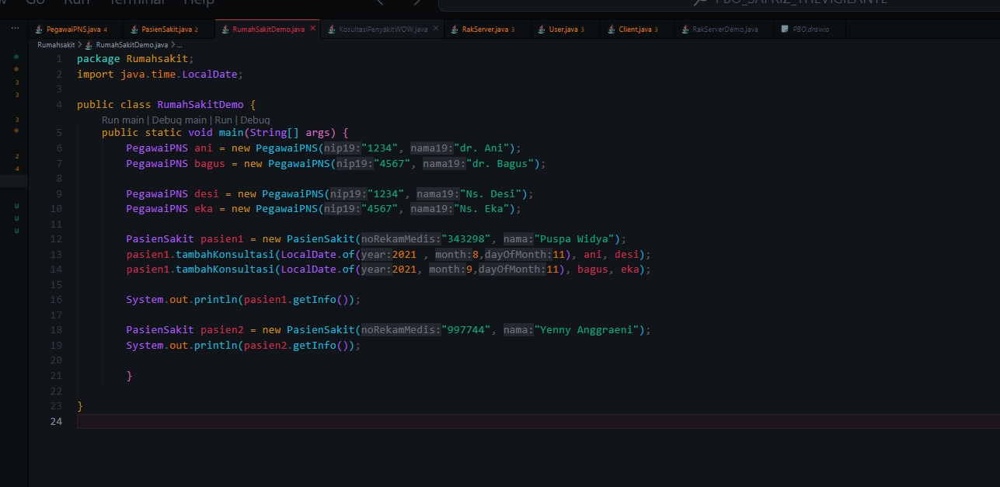 Go Run Terminal Help
PegawaiPNS.java 4 PasienSakit.java 2 RumahSakitDemo.java KosultasiPenyakitWOW.java RakServer.java 3 User.java 3 Client.java 3 RakServerDemo.java PBO.drawio
Rumahsakit > RumahSakitDemo.java > ...
1 package Rumahsakit;
2 import java.time.LocalDate;
3
4 public class RumahSakitDemo {
Run main | Debug main | Run | Debug
5 public static void main(String[] args) {
6 PegawaiPNS ani = new PegawaiPNS(nip19:"1234", nama19:"dr. Ani");
7 PegawaiPNS bagus = new PegawaiPNS(nip19:"4567", nama19:"dr. Bagus");
8
9 PegawaiPNS desi = new PegawaiPNS(nip19:"1234", nama19:"Ns. Desi");
10 PegawaiPNS eka = new PegawaiPNS(nip19:"4567", nama19:"Ns. Eka");
11
12 PasienSakit pasien1 = new PasienSakit(noRekamMedis:"343298", nama:"Puspa Widya");
13 pasien1.tambahKonsultasi(LocalDate.of(year:2021 , month:8,dayOfMonth:11), ani, desi);
14 pasien1.tambahKonsultasi(LocalDate.of(year:2021, month:9,dayOfMonth:11), bagus, eka);
15
16 System.out.println(pasien1.getInfo());
17
18 PasienSakit pasien2 = new PasienSakit(noRekamMedis:"997744", nama:"Yenny Anggraeni");
19 System.out.println(pasien2.getInfo());
20
21 }
22
23 }
24
3
3
3
2
4
U
U
U